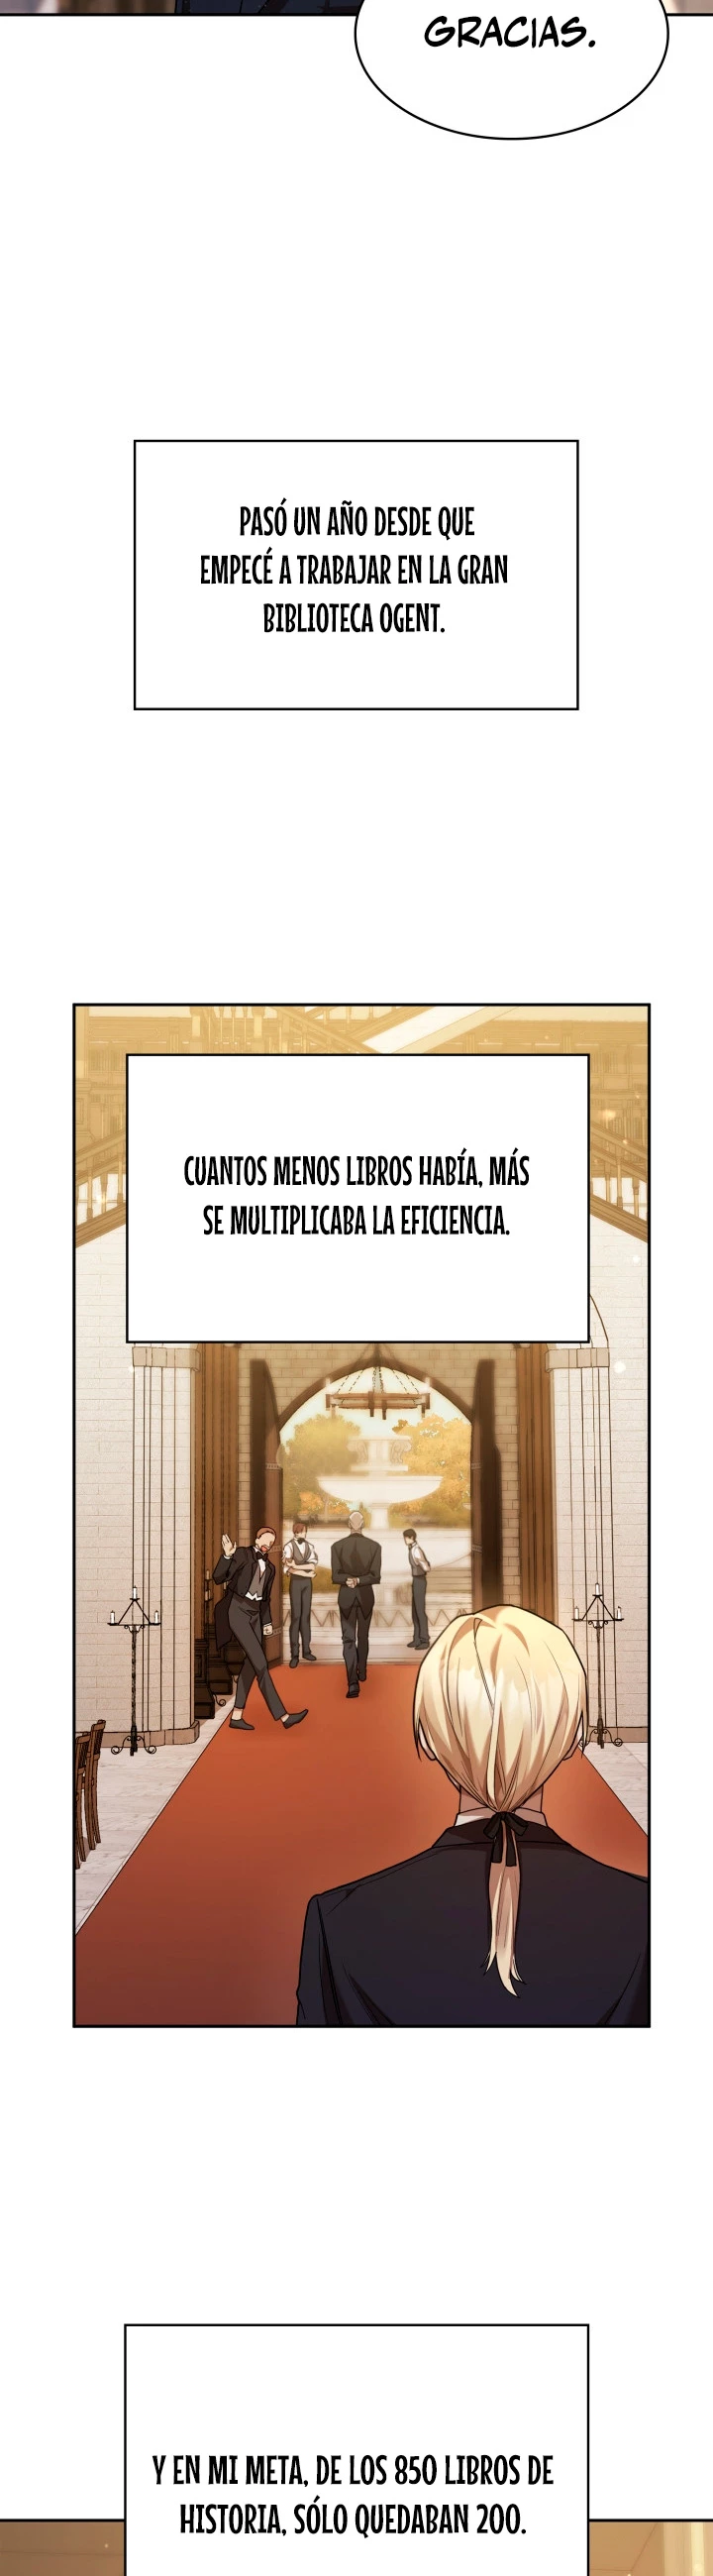 GRACIAS.
PASÓ UN AÑO DESDE QUE
EMPECÉ A TRABAJAR EN LA GRAN
BIBLIOTECA OGENT.
CUANTOS MENOS LIBROS HABÍA, MÁS
SE MULTIPLICABA LA EFICIENCIA.
Y EN MI META, DE LOS 850 LIBROS DE
HISTORIA, SÓLO QUEDABAN 200.